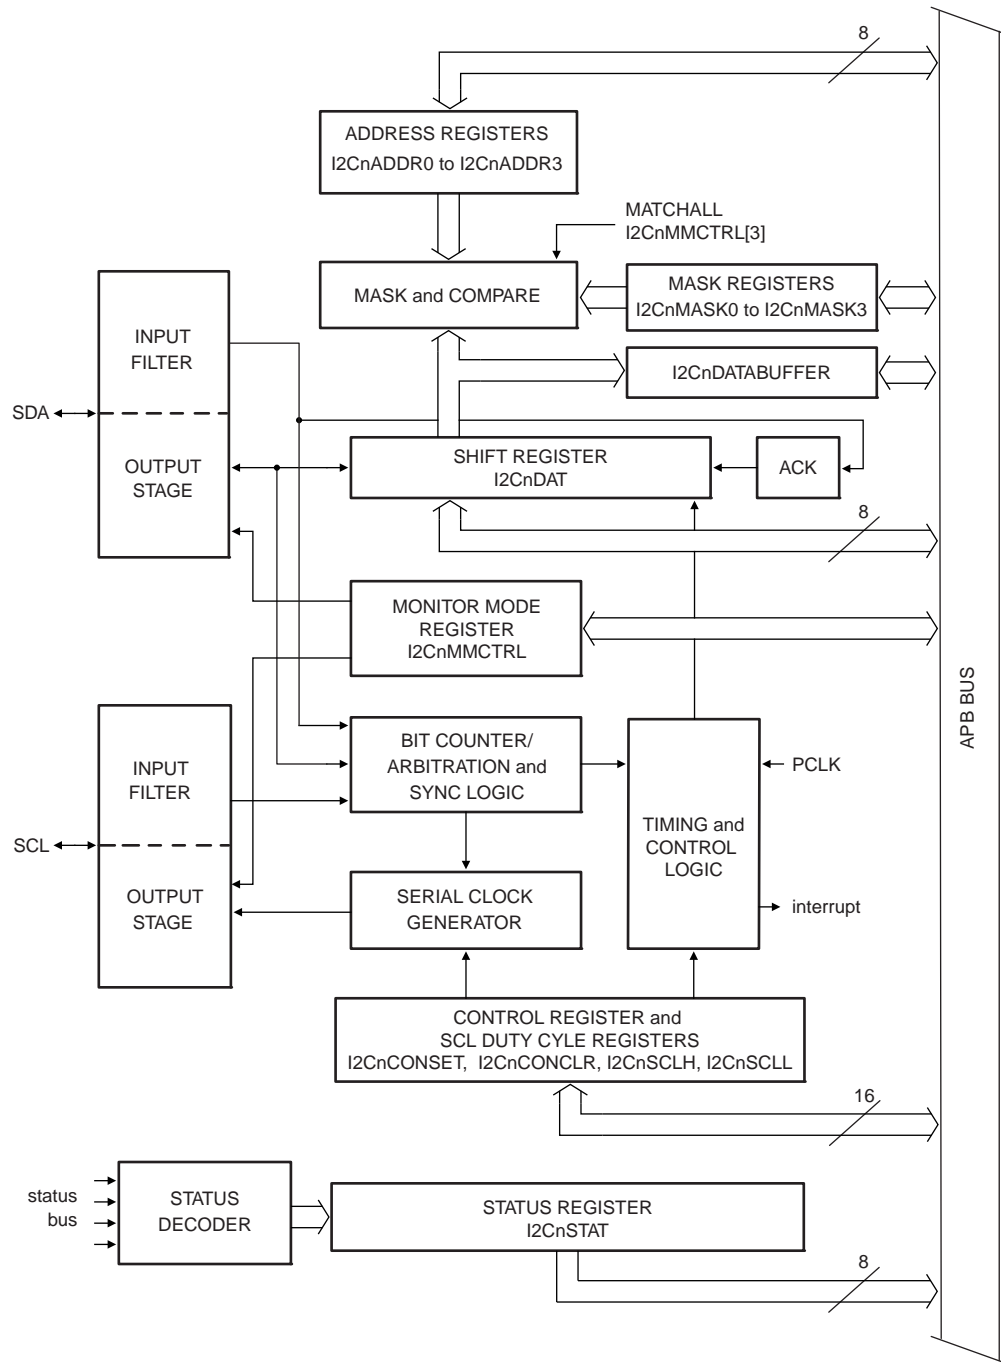 8
ADDRESS REGISTERS
I2CnADDR0 to I2CnADDR3
MATCHALL
I2CnMMCTRL[3]
MASK and COMPARE
MASK REGISTERS
I2CnMASK0 to I2CnMASK3
INPUT
FILTER
I2CnDATABUFFER
SDA
OUTPUT
STAGE
SHIFT REGISTER
I2CnDAT
ACK
8
MONITOR MODE
REGISTER
I2CnMMCTRL
APB BUS
INPUT
FILTER
BIT COUNTER/
ARBITRATION and
SYNC LOGIC
PCLK
SCL
TIMING and
CONTROL
LOGIC
OUTPUT
STAGE
SERIAL CLOCK
GENERATOR
interrupt
CONTROL REGISTER and
SCL DUTY CYLE REGISTERS
I2CnCONSET, I2CnCONCLR, I2CnSCLH, I2CnSCLL
16
status
bus
STATUS
DECODER
STATUS REGISTER
I2CnSTAT
8